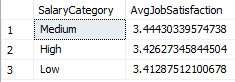 SalaryCategory AvgJobSatisfaction
1 Medium 3.44430339574738
2 High 3.42627345844504
3 Low 3.41287512100678